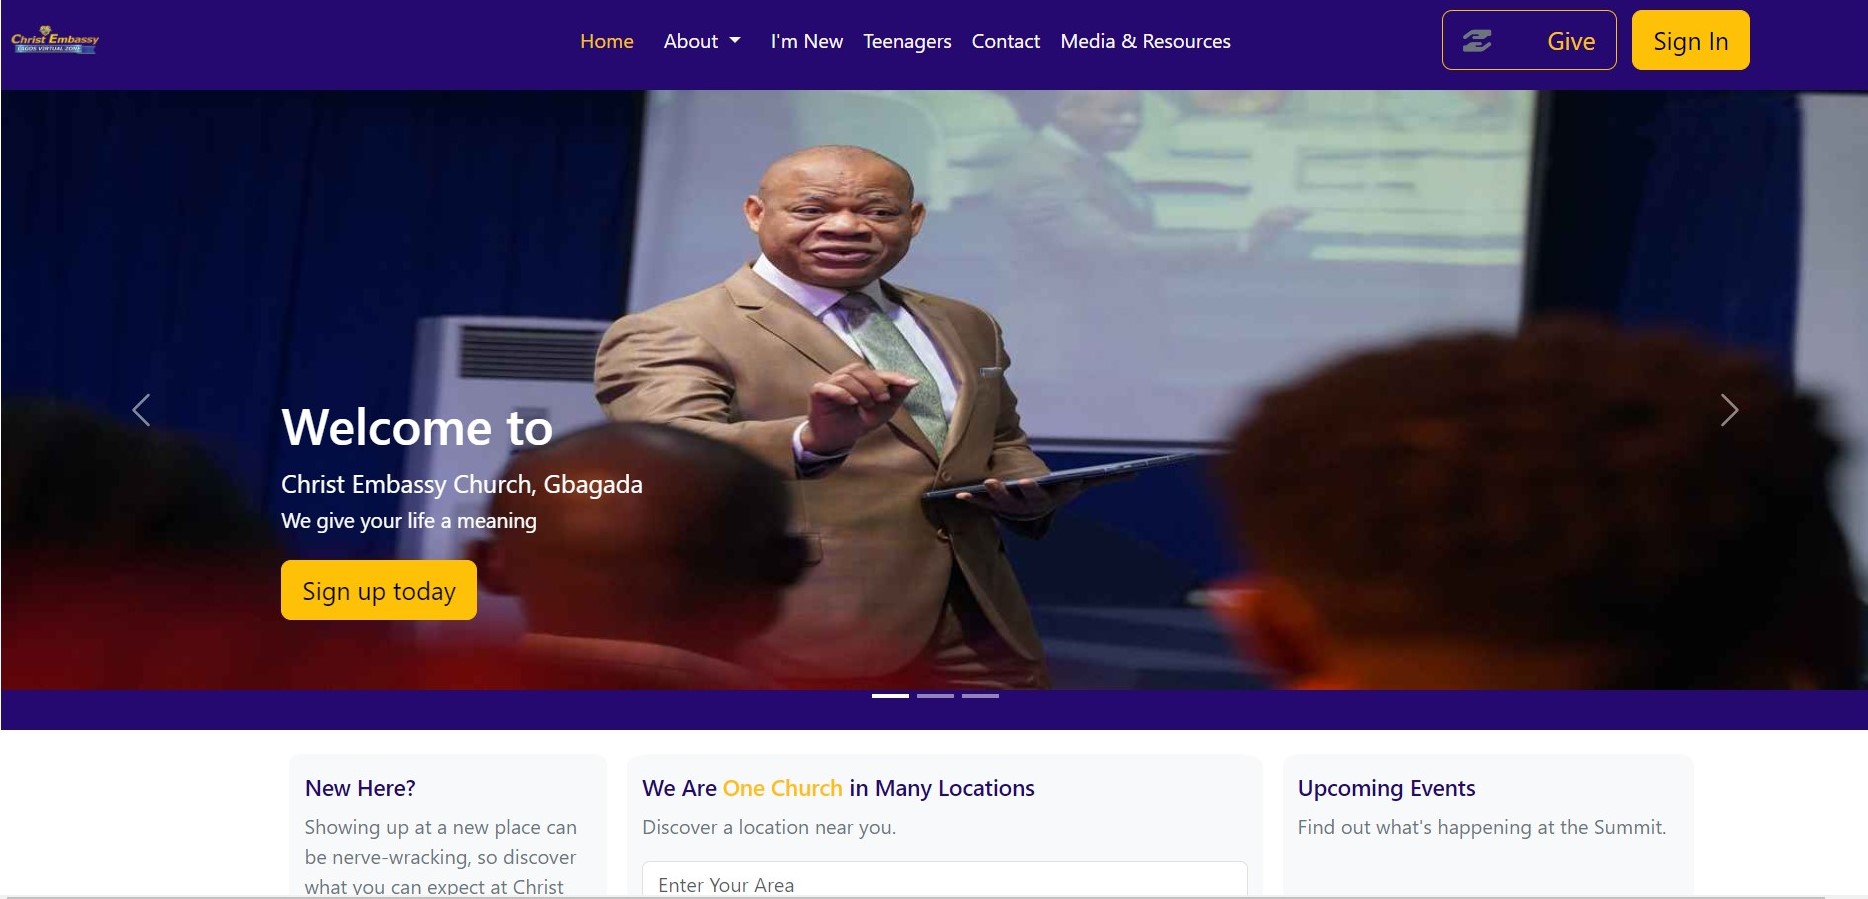 Christ Embassy
LAGOS VIRTUAL ZONE
Home
About
I'm New
Teenagers
Contact
Media & Resources
Give
Sign In
Welcome to
Christ Embassy Church, Gbagada
We give your life a meaning
Sign up today
New Here?
Showing up at a new place can
be nerve-wracking, so discover
what you can expect at Christ
We Are One Church in Many Locations
Discover a location near you.
Enter Your Area
Upcoming Events
Find out what's happening at the Summit.